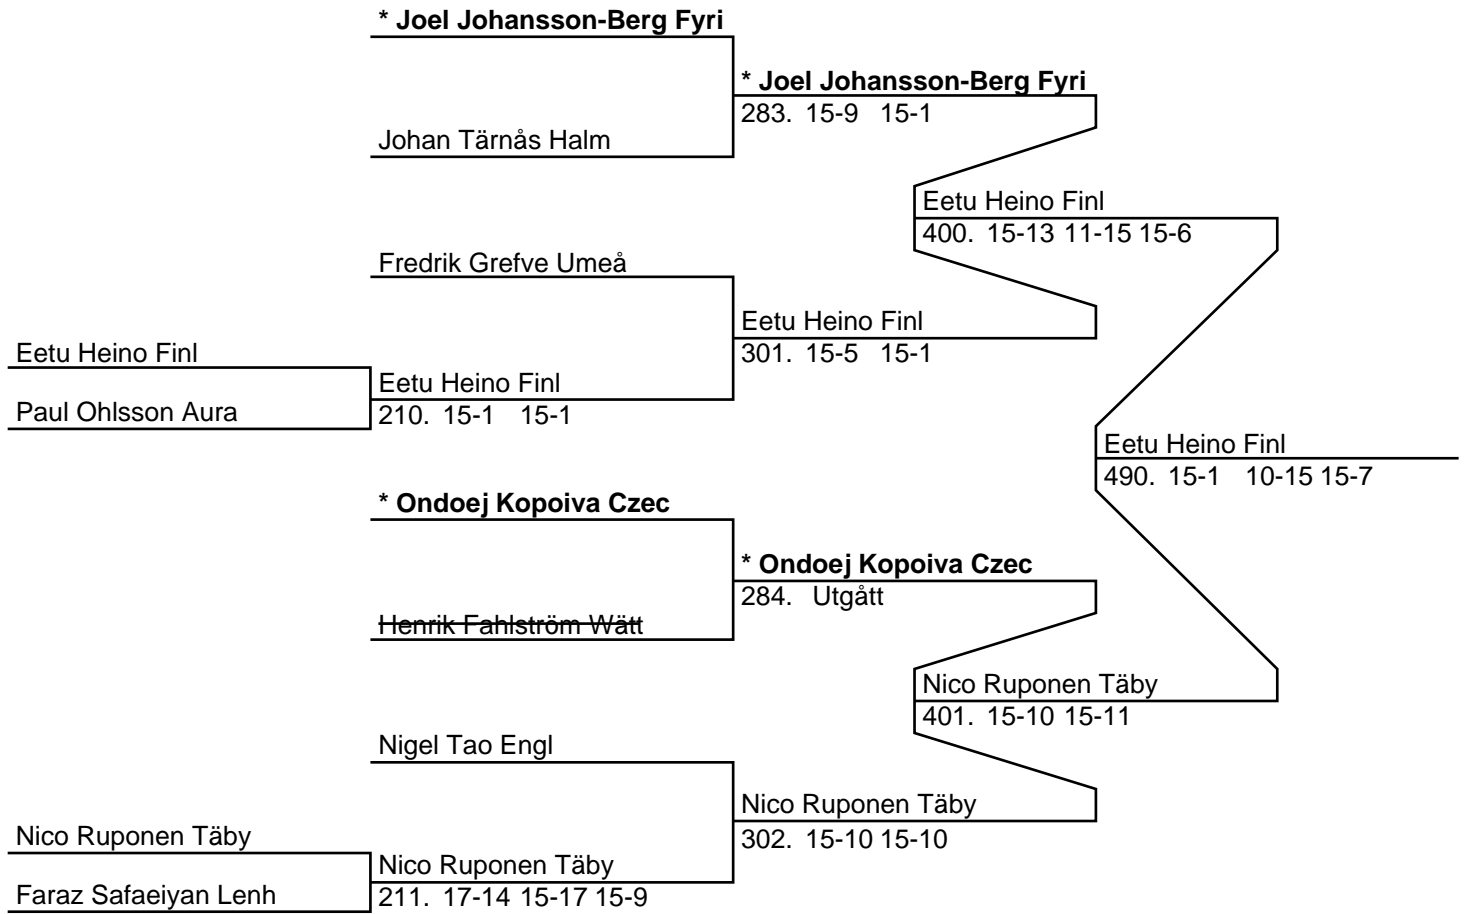 * Joel Johansson-Berg Fyri
* Joel Johansson-Berg Fyri
283. 15-9 15-1
Johan Tärnås Halm
Eetu Heino Finl
400. 15-13 11-15 15-6
Fredrik Grefve Umeå
Eetu Heino Finl
301. 15-5 15-1
Eetu Heino Finl
Eetu Heino Finl
210. 15-1 15-1
Paul Ohlsson Aura
Eetu Heino Finl
490. 15-1 10-15 15-7
* Ondoej Kopoiva Czec
* Ondoej Kopoiva Czec
284. Utgått
Henrik Fahlström Wätt
Nico Ruponen Täby
401. 15-10 15-11
Nigel Tao Engl
Nico Ruponen Täby
302. 15-10 15-10
Nico Ruponen Täby
Nico Ruponen Täby
211. 17-14 15-17 15-9
Faraz Safaeiyan Lenh